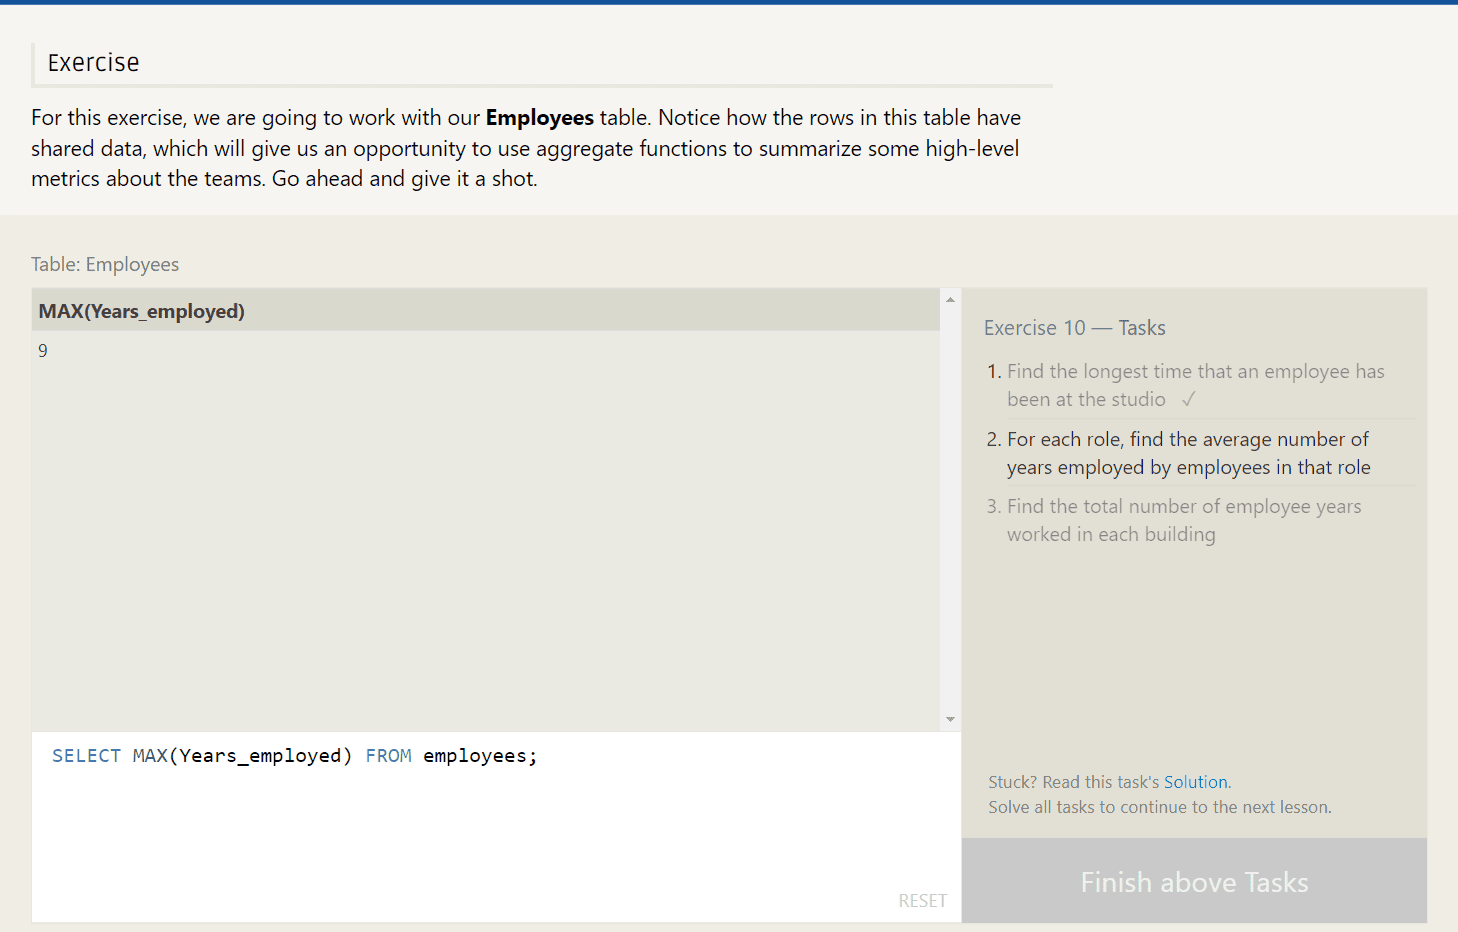 Exercise
For this exercise, we are going to work with our Employees table. Notice how the rows in this table have
shared data, which will give us an opportunity to use aggregate functions to summarize some high-level
metrics about the teams. Go ahead and give it a shot.
Table: Employees
MAX(Years_employed)
9
SELECT MAX(Years_employed) FROM employees;
RESET
Exercise 10 — Tasks
1. Find the longest time that an employee has
been at the studio ✓
2. For each role, find the average number of
years employed by employees in that role
3. Find the total number of employee years
worked in each building
Stuck? Read this task's Solution.
Solve all tasks to continue to the next lesson.
Finish above Tasks